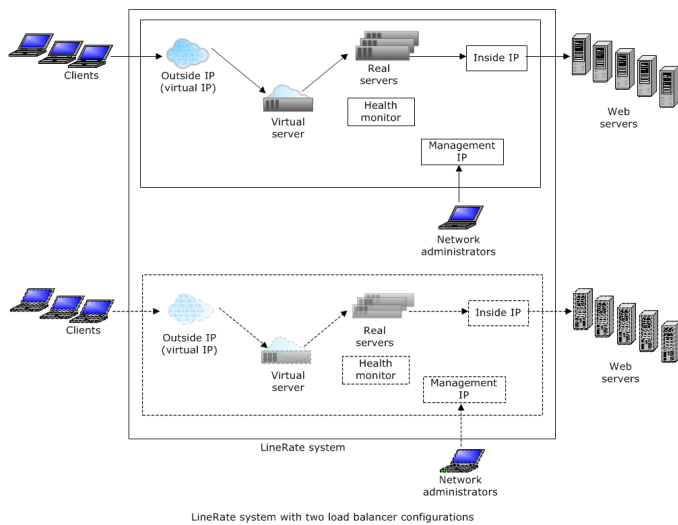 Clients
Outside IP
(virtual IP)
Virtual
server
Real
servers
Health
monitor
Inside IP
Management
IP
Web
servers
Network
administrators
Clients
Outside IP
(virtual IP)
Virtual
server
Real
servers
Health
monitor
Inside IP
Management
IP
Web
servers
LineRate system
Network
administrators
LineRate system with two load balancer configurations